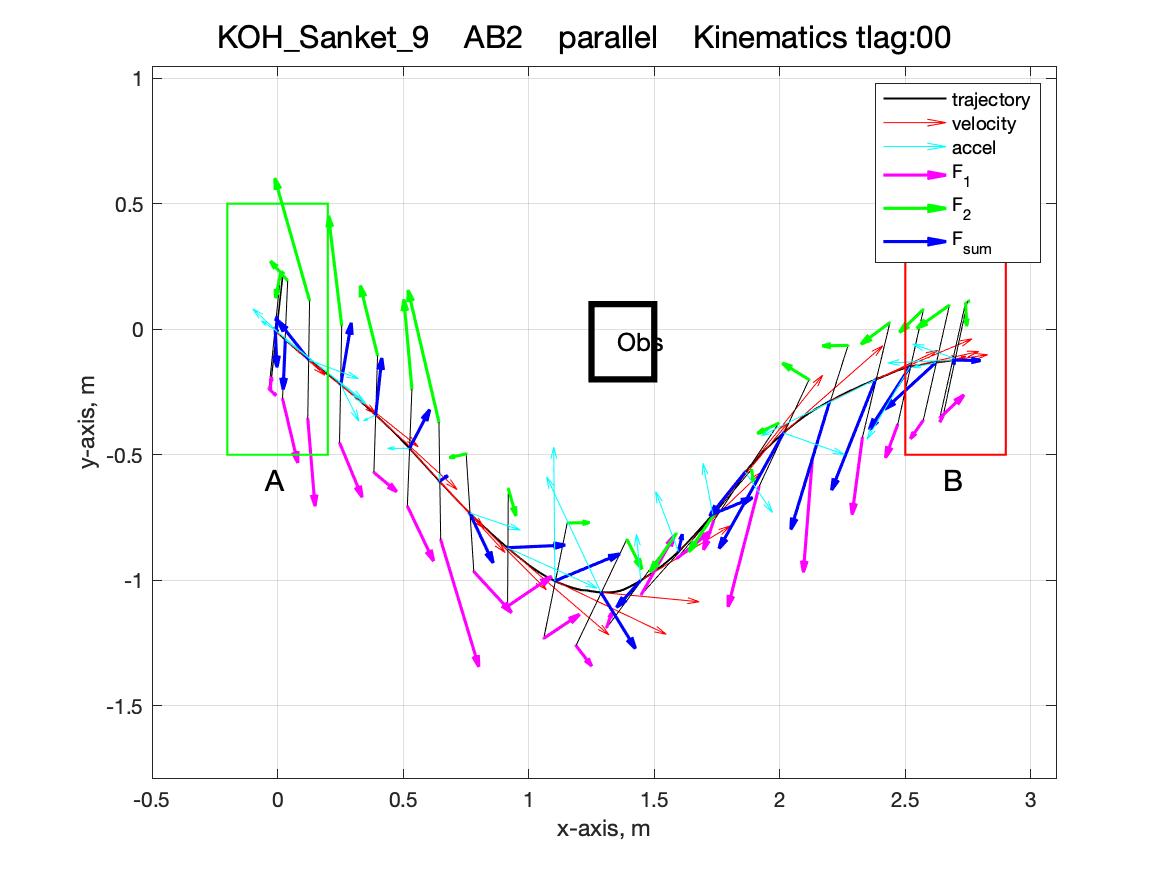 KOH_Sanket_9 AB2 parallel Kinematics tlag:00
trajectory
velocity
accel
F1
F2
Fsum
1
0.5
0
-0.5
-1
-1.5
y-axis, m
Obs
A
B
-0.5 0 0.5 1 1.5 2 2.5 3
x-axis, m